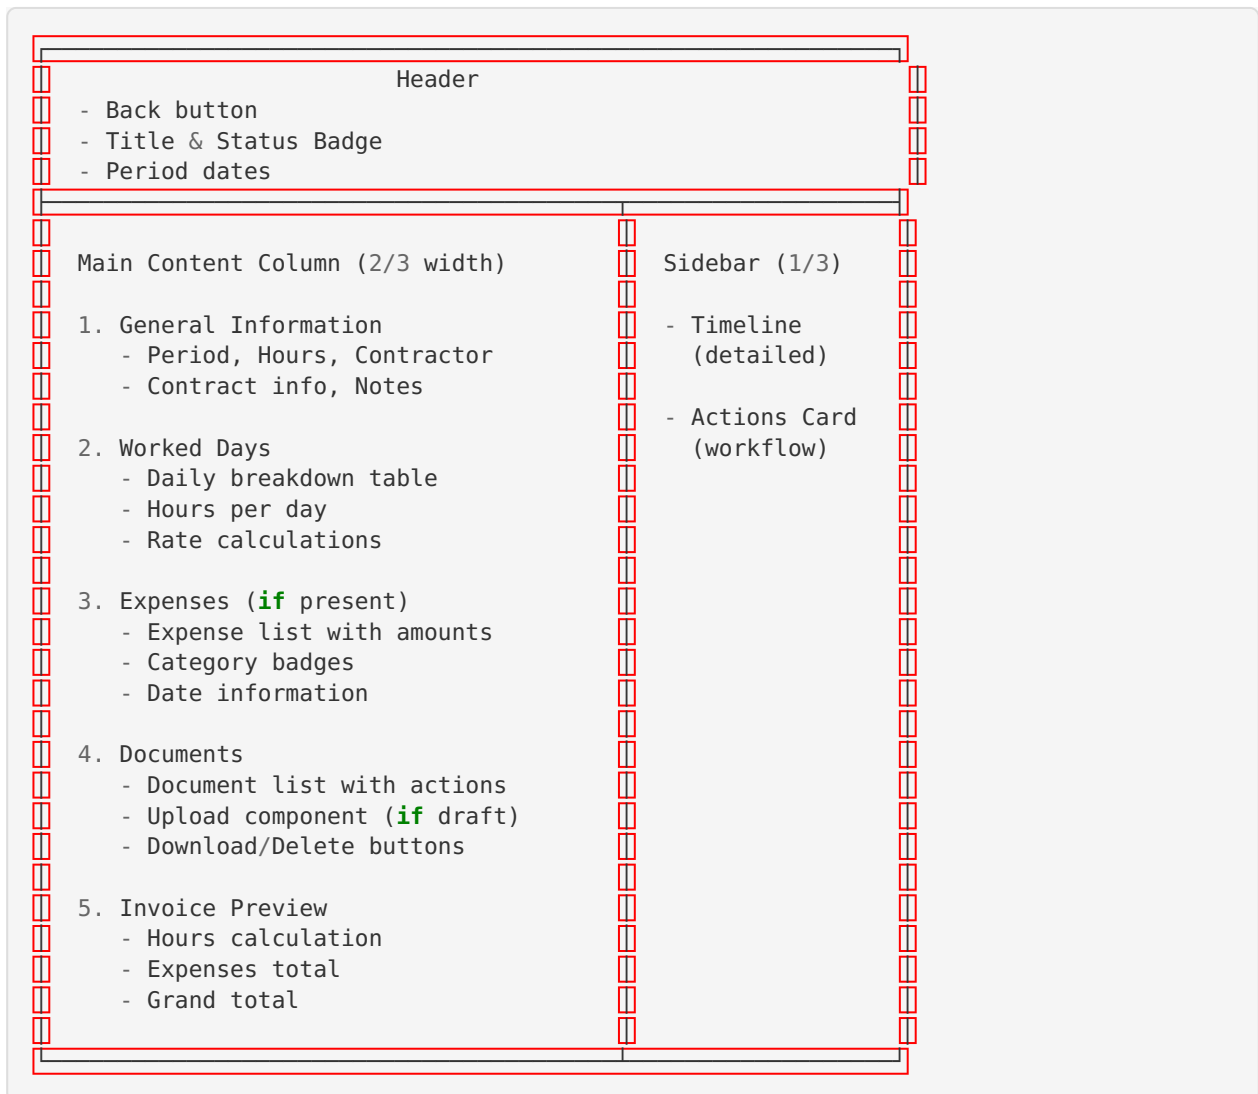 Header
- Back button
- Title & Status Badge
- Period dates
Main Content Column (2/3 width) Sidebar (1/3)
1. General Information - Timeline
- Period, Hours, Contractor (detailed)
- Contract info, Notes
- Actions Card
2. Worked Days (workflow)
- Daily breakdown table
- Hours per day
- Rate calculations
3. Expenses (if present)
- Expense list with amounts
- Category badges
- Date information
4. Documents
- Document list with actions
- Upload component (if draft)
- Download/Delete buttons
5. Invoice Preview
- Hours calculation
- Expenses total
- Grand total